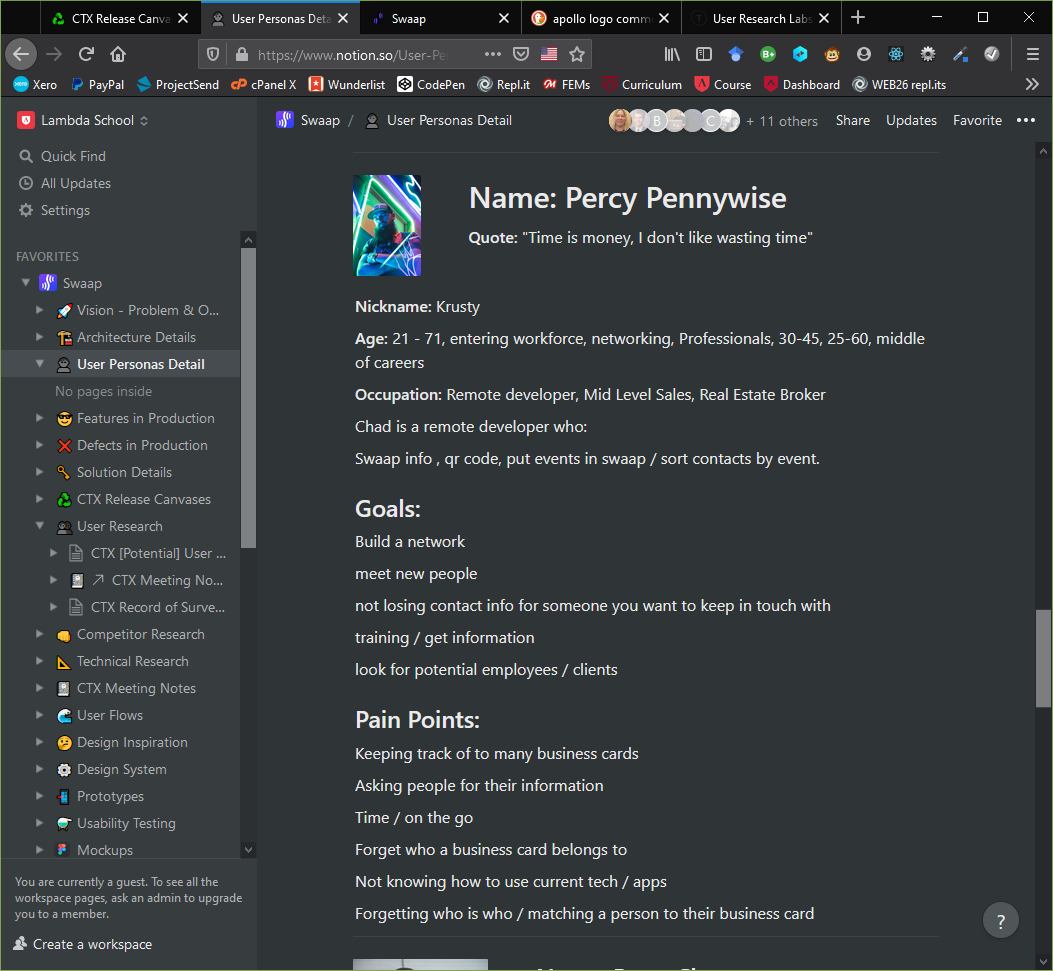 CTX Release Canva
User Personas Deta
Swaap
apollo logo comm
User Research Labs
https://www.notion.so/User-Pe
Xero
PayPal
ProjectSend
cPanel X
Wunderlist
CodePen
Repl.it
FEMs
Curriculum
Course
Dashboard
WEB26 repl.its
Lambda School
Quick Find
All Updates
Settings
FAVORITES
Swaap
Vision - Problem & O...
Architecture Details
User Personas Detail
No pages inside
Features in Production
Defects in Production
Solution Details
CTX Release Canvases
User Research
CTX [Potential] User ...
CTX Meeting No...
CTX Record of Surve...
Competitor Research
Technical Research
CTX Meeting Notes
User Flows
Design Inspiration
Design System
Prototypes
Usability Testing
Mockups
You are currently a guest. To see all the
workspace pages, ask an admin to upgrade
you to a member.
Create a workspace
Swaap / User Personas Detail
B C + 11 others
Share
Updates
Favorite
Name: Percy Pennywise
Quote: "Time is money, I don't like wasting time"
Nickname: Krusty
Age: 21 - 71, entering workforce, networking, Professionals, 30-45, 25-60, middle
of careers
Occupation: Remote developer, Mid Level Sales, Real Estate Broker
Chad is a remote developer who:
Swaap info , qr code, put events in swaap / sort contacts by event.
Goals:
Build a network
meet new people
not losing contact info for someone you want to keep in touch with
training / get information
look for potential employees / clients
Pain Points:
Keeping track of to many business cards
Asking people for their information
Time / on the go
Forget who a business card belongs to
Not knowing how to use current tech / apps
Forgetting who is who / matching a person to their business card
?